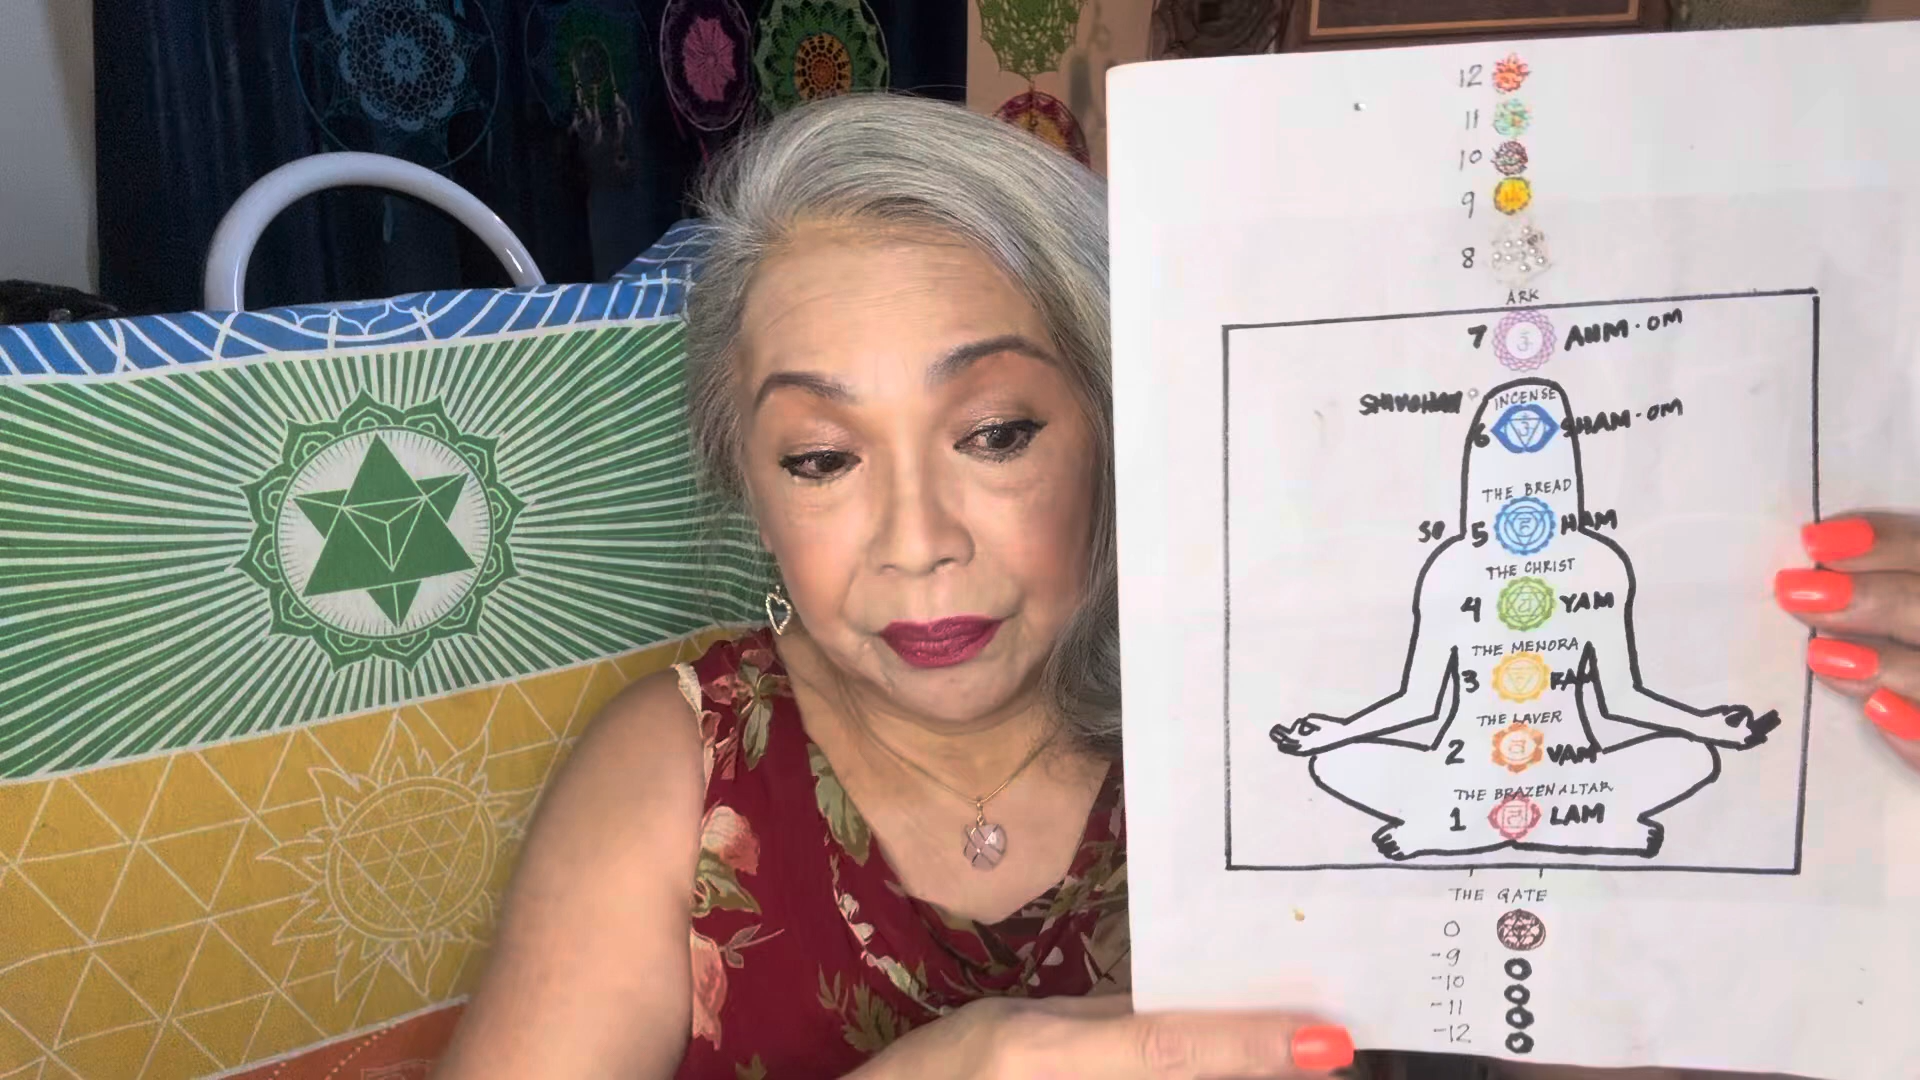 12
11
10
9
8
ARK
7 AUM·OM
INCENSE
6 SHAM·OM
THE BREAD
SO 5 HAM
THE CHRIST
4 YAM
THE MENORA
3
THE LAVER
2 VAM
THE BRAZEN ALTAR
1 LAM
THE GATE
0
-9
-10
-11
-12